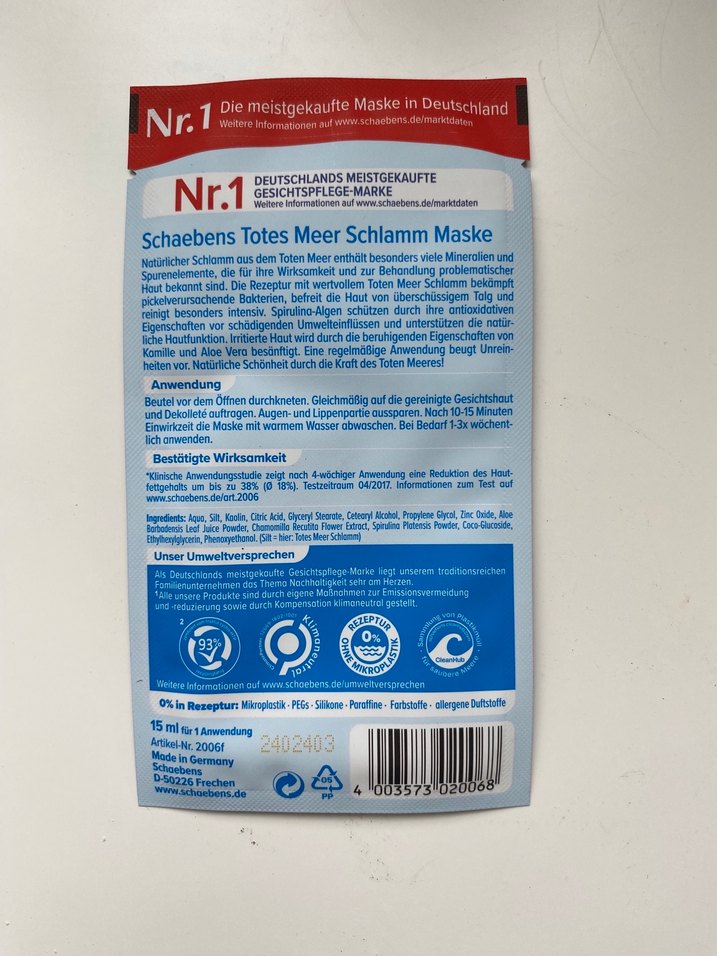 Nr.1 Die meistgekaufte Maske in Deutschland
Weitere Informationen auf www.schaebens.de/marktdaten
Nr.1 DEUTSCHLANDS MEISTGEKAUFTE
GESICHTSPFLEGE-MARKE
Weitere Informationen auf www.schaebens.de/marktdaten
Schaebens Totes Meer Schlamm Maske
Natürlicher Schlamm aus dem Toten Meer enthält besonders viele Mineralien und
Spurenelemente, die für ihre Wirksamkeit und zur Behandlung problematischer
Haut bekannt sind. Die Rezeptur mit wertvollem Toten Meer Schlamm bekämpft
pickelverursachende Bakterien, befreit die Haut von überschüssigem Talg und
reinigt besonders intensiv. Spirulina-Algen schützen durch ihre antioxidativen
Eigenschaften vor schädigenden Umwelteinflüssen und unterstützen die natür-
liche Hautfunktion. Irritierte Haut wird durch die beruhigenden Eigenschaften von
Kamille und Aloe Vera besänftigt. Eine regelmäßige Anwendung beugt Unrein-
heiten vor. Natürliche Schönheit durch die Kraft des Toten Meeres!
Anwendung
Beutel vor dem Öffnen durchkneten. Gleichmäßig auf die gereinigte Gesichtshaut
und Dekolleté auftragen. Augen- und Lippenpartie aussparen. Nach 10-15 Minuten
Einwirkzeit die Maske mit warmem Wasser abwaschen. Bei Bedarf 1-3x wöchent-
lich anwenden.
Bestätigte Wirksamkeit
*Klinische Anwendungsstudie zeigt nach 4-wöchiger Anwendung eine Reduktion des Haut-
fettgehalts um bis zu 38% (Ø 18%). Testzeitraum 04/2017. Informationen zum Test auf
www.schaebens.de/art.2006
Ingredients: Aqua, Silt, Kaolin, Citric Acid, Glyceryl Stearate, Cetearyl Alcohol, Propylene Glycol, Zinc Oxide, Aloe
Barbadensis Leaf Juice Powder, Chamomilla Recutita Flower Extract, Spirulina Platensis Powder, Coco-Glucoside,
Ethylhexylglycerin, Phenoxyethanol. (Silt = hier: Totes Meer Schlamm)
Unser Umweltversprechen
Als Deutschlands meistgekaufte Gesichtspflege-Marke liegt unserem traditionsreichen
Familienunternehmen das Thema Nachhaltigkeit sehr am Herzen.
¹Alle unsere Produkte sind durch eigene Maßnahmen zur Emissionsvermeidung
und -reduzierung sowie durch Kompensation klimaneutral gestellt.
2
93%
Klimaneutral
REZEPTUR
0%
OHNE MIKROPLASTIK
Sammlung von Plastikmüll
CleanHub
für saubere Meere
Weitere Informationen auf www.schaebens.de/umweltversprechen
0% in Rezeptur: Mikroplastik · PEGs · Silikone · Paraffine · Farbstoffe · allergene Duftstoffe
15 ml für 1 Anwendung
Artikel-Nr. 2006f
2402403
Made in Germany
Schaebens
D-50226 Frechen
www.schaebens.de
05
PP
4 003573 020068